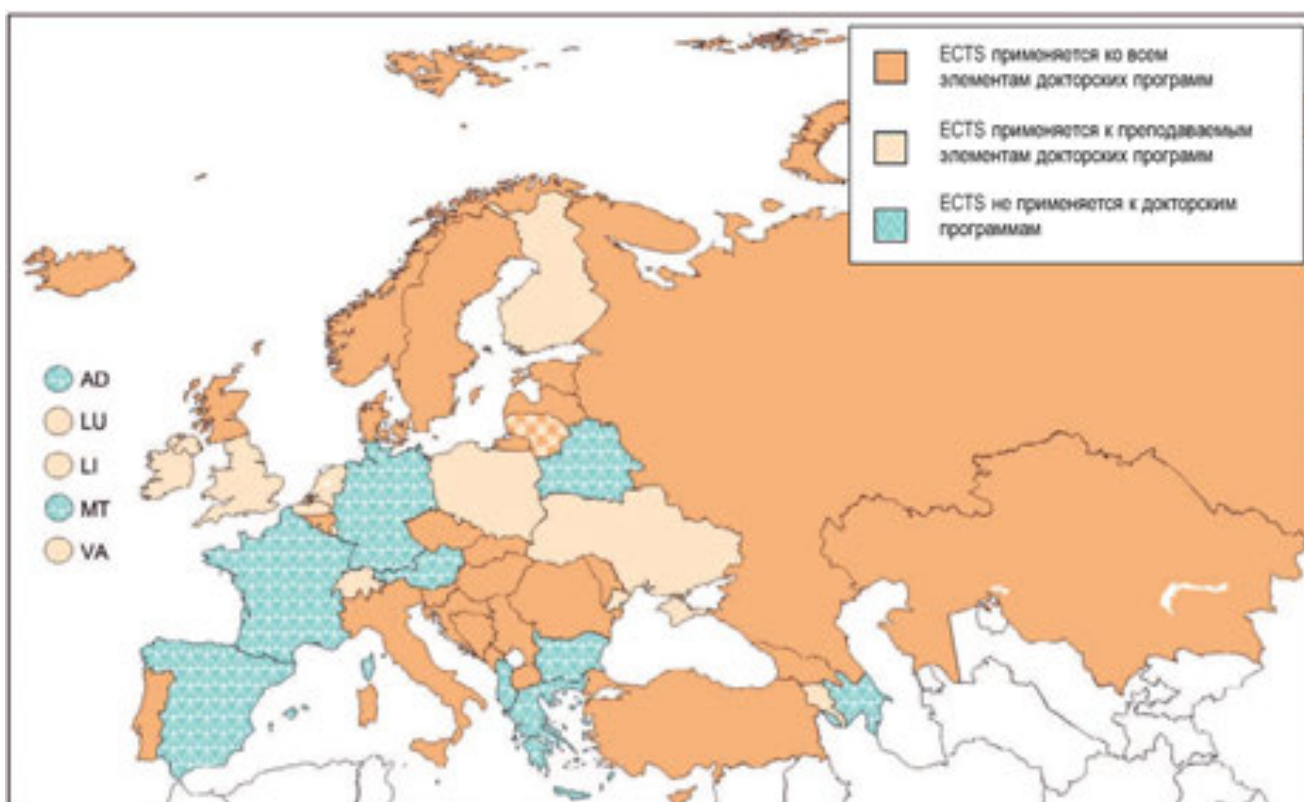 ECTS применяется ко всем
элементам докторских программ
ECTS применяется к преподаваемым
элементам докторских программ
ECTS не применяется к докторским
программам
AD
LU
LI
MT
VA